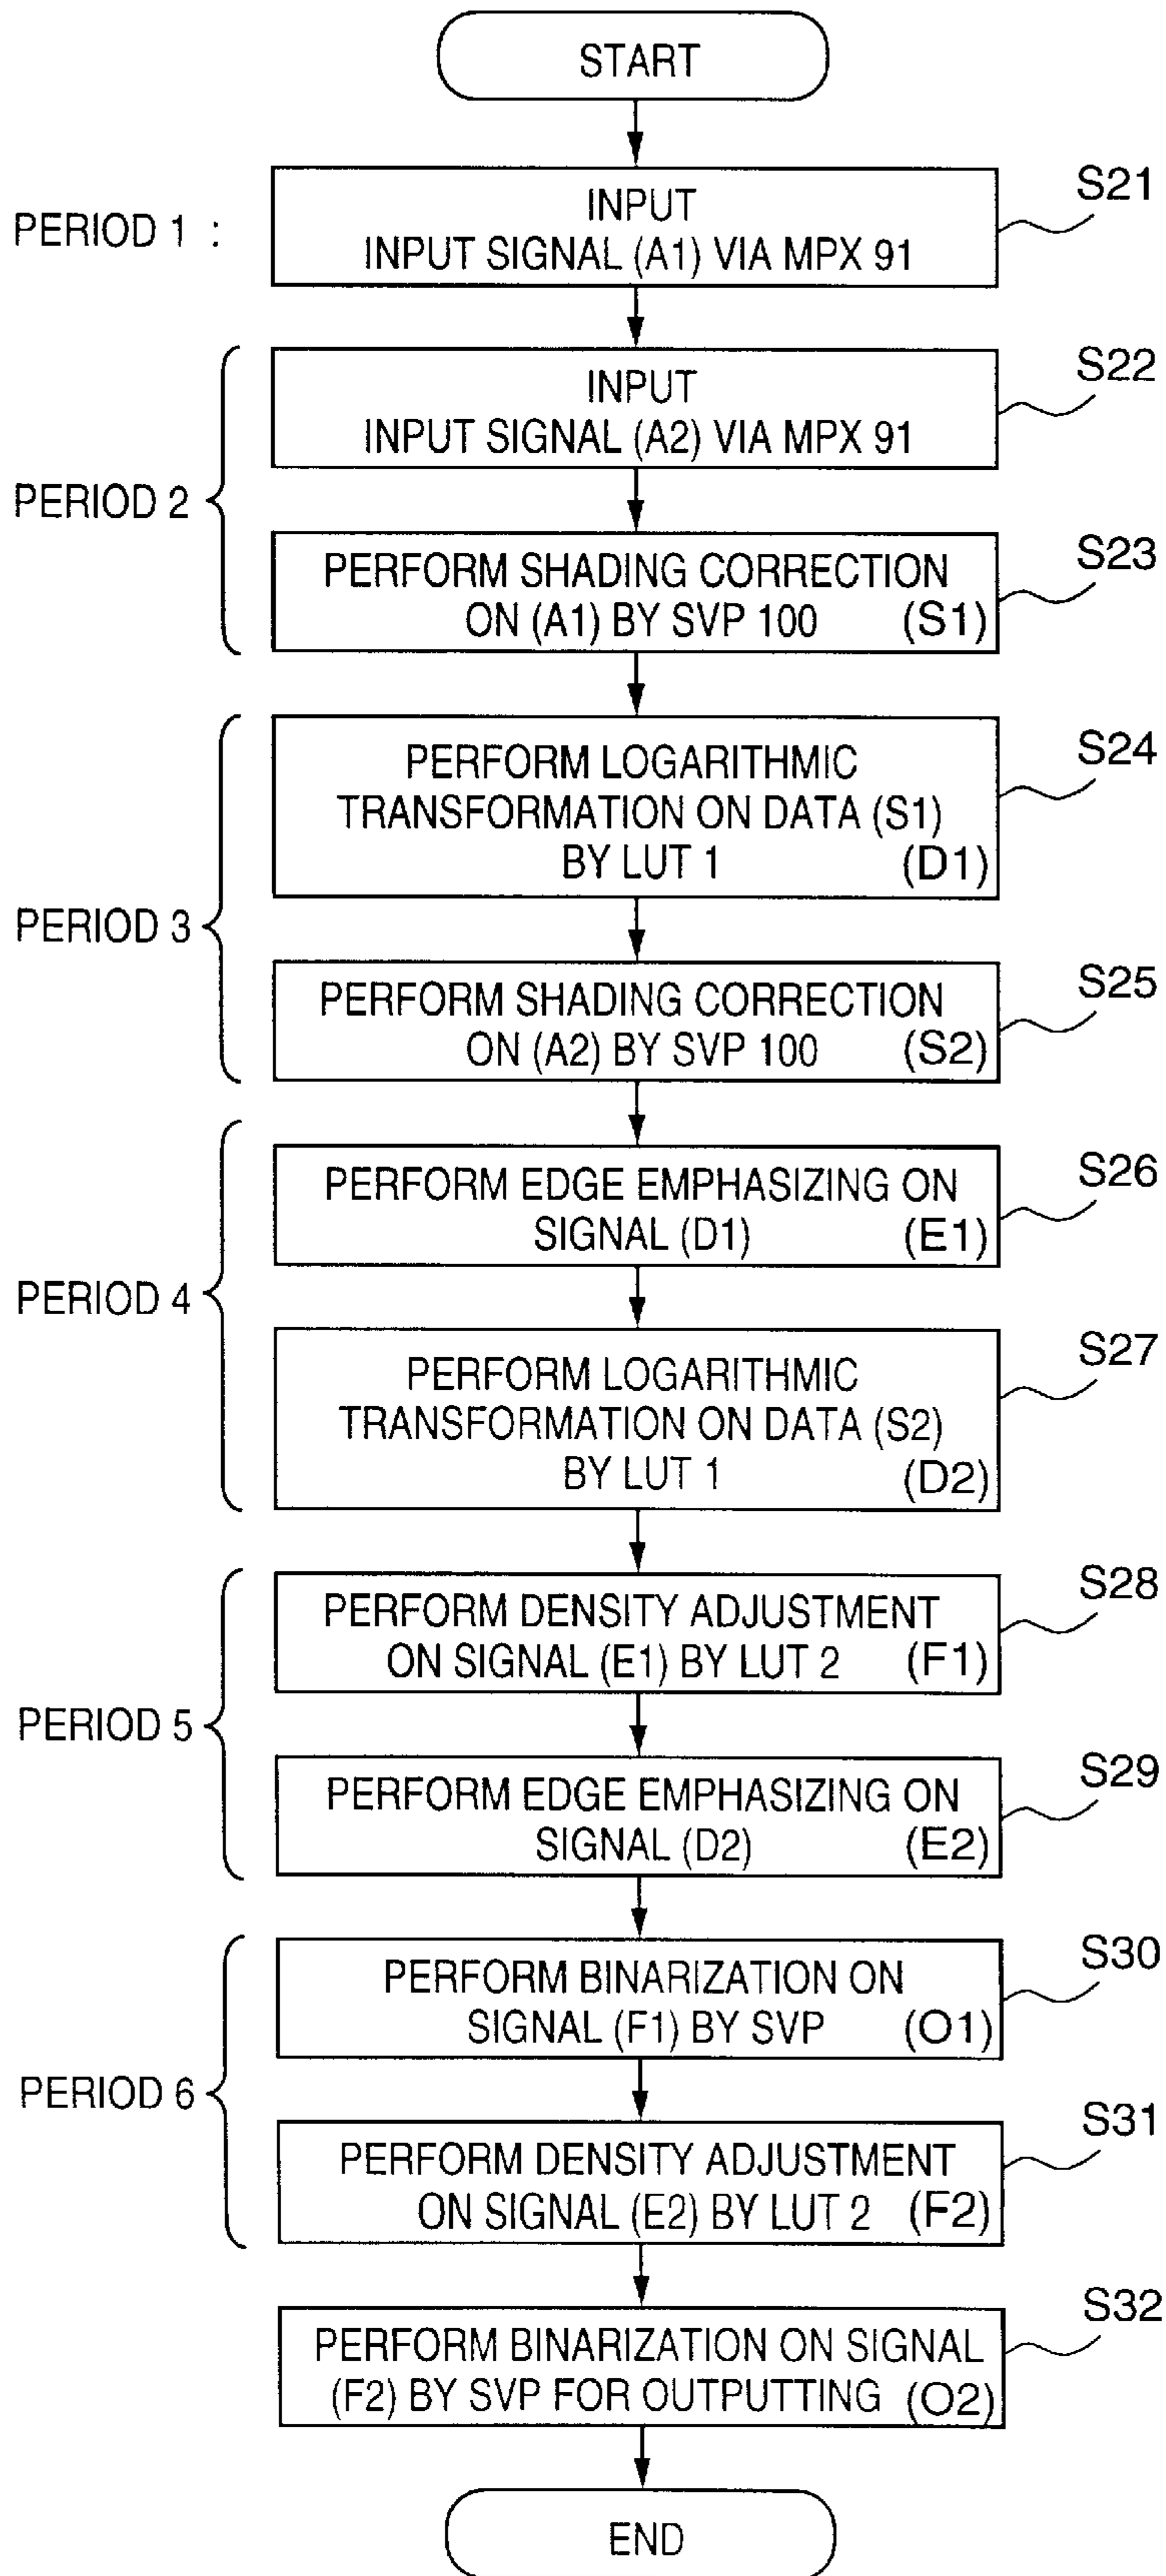 START
PERIOD 1 :
INPUT
INPUT SIGNAL (A1) VIA MPX 91
S21
PERIOD 2
INPUT
INPUT SIGNAL (A2) VIA MPX 91
S22
PERFORM SHADING CORRECTION
ON (A1) BY SVP 100 (S1)
S23
PERIOD 3
PERFORM LOGARITHMIC
TRANSFORMATION ON DATA (S1)
BY LUT 1 (D1)
S24
PERFORM SHADING CORRECTION
ON (A2) BY SVP 100 (S2)
S25
PERIOD 4
PERFORM EDGE EMPHASIZING ON
SIGNAL (D1) (E1)
S26
PERFORM LOGARITHMIC
TRANSFORMATION ON DATA (S2)
BY LUT 1 (D2)
S27
PERIOD 5
PERFORM DENSITY ADJUSTMENT
ON SIGNAL (E1) BY LUT 2 (F1)
S28
PERFORM EDGE EMPHASIZING ON
SIGNAL (D2) (E2)
S29
PERIOD 6
PERFORM BINARIZATION ON
SIGNAL (F1) BY SVP (O1)
S30
PERFORM DENSITY ADJUSTMENT
ON SIGNAL (E2) BY LUT 2 (F2)
S31
PERFORM BINARIZATION ON SIGNAL
(F2) BY SVP FOR OUTPUTTING (O2)
S32
END